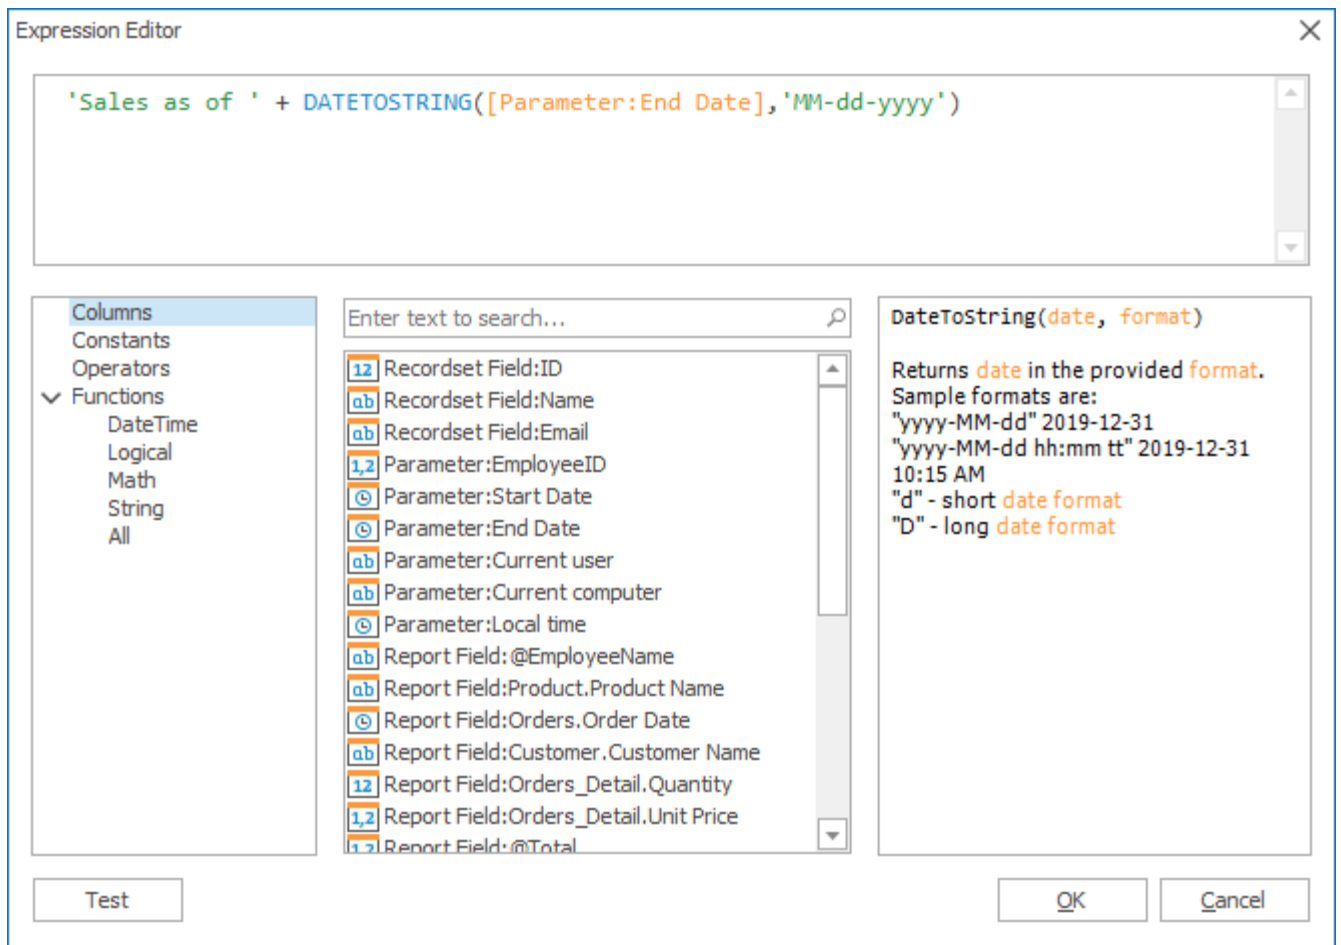 Expression Editor
'Sales as of ' + DATETOSTRING([Parameter:End Date],'MM-dd-yyyy')
Columns
Constants
Operators
Functions
DateTime
Logical
Math
String
All
Enter text to search...
12 Recordset Field:ID
ab Recordset Field:Name
ab Recordset Field:Email
1,2 Parameter:EmployeeID
Parameter:Start Date
Parameter:End Date
ab Parameter:Current user
ab Parameter:Current computer
Parameter:Local time
ab Report Field:@EmployeeName
ab Report Field:Product.Product Name
Report Field:Orders.Order Date
ab Report Field:Customer.Customer Name
12 Report Field:Orders_Detail.Quantity
1,2 Report Field:Orders_Detail.Unit Price
1,2 Report Field:@Total
DateToString(date, format)
Returns date in the provided format.
Sample formats are:
"yyyy-MM-dd" 2019-12-31
"yyyy-MM-dd hh:mm tt" 2019-12-31
10:15 AM
"d" - short date format
"D" - long date format
Test
OK
Cancel